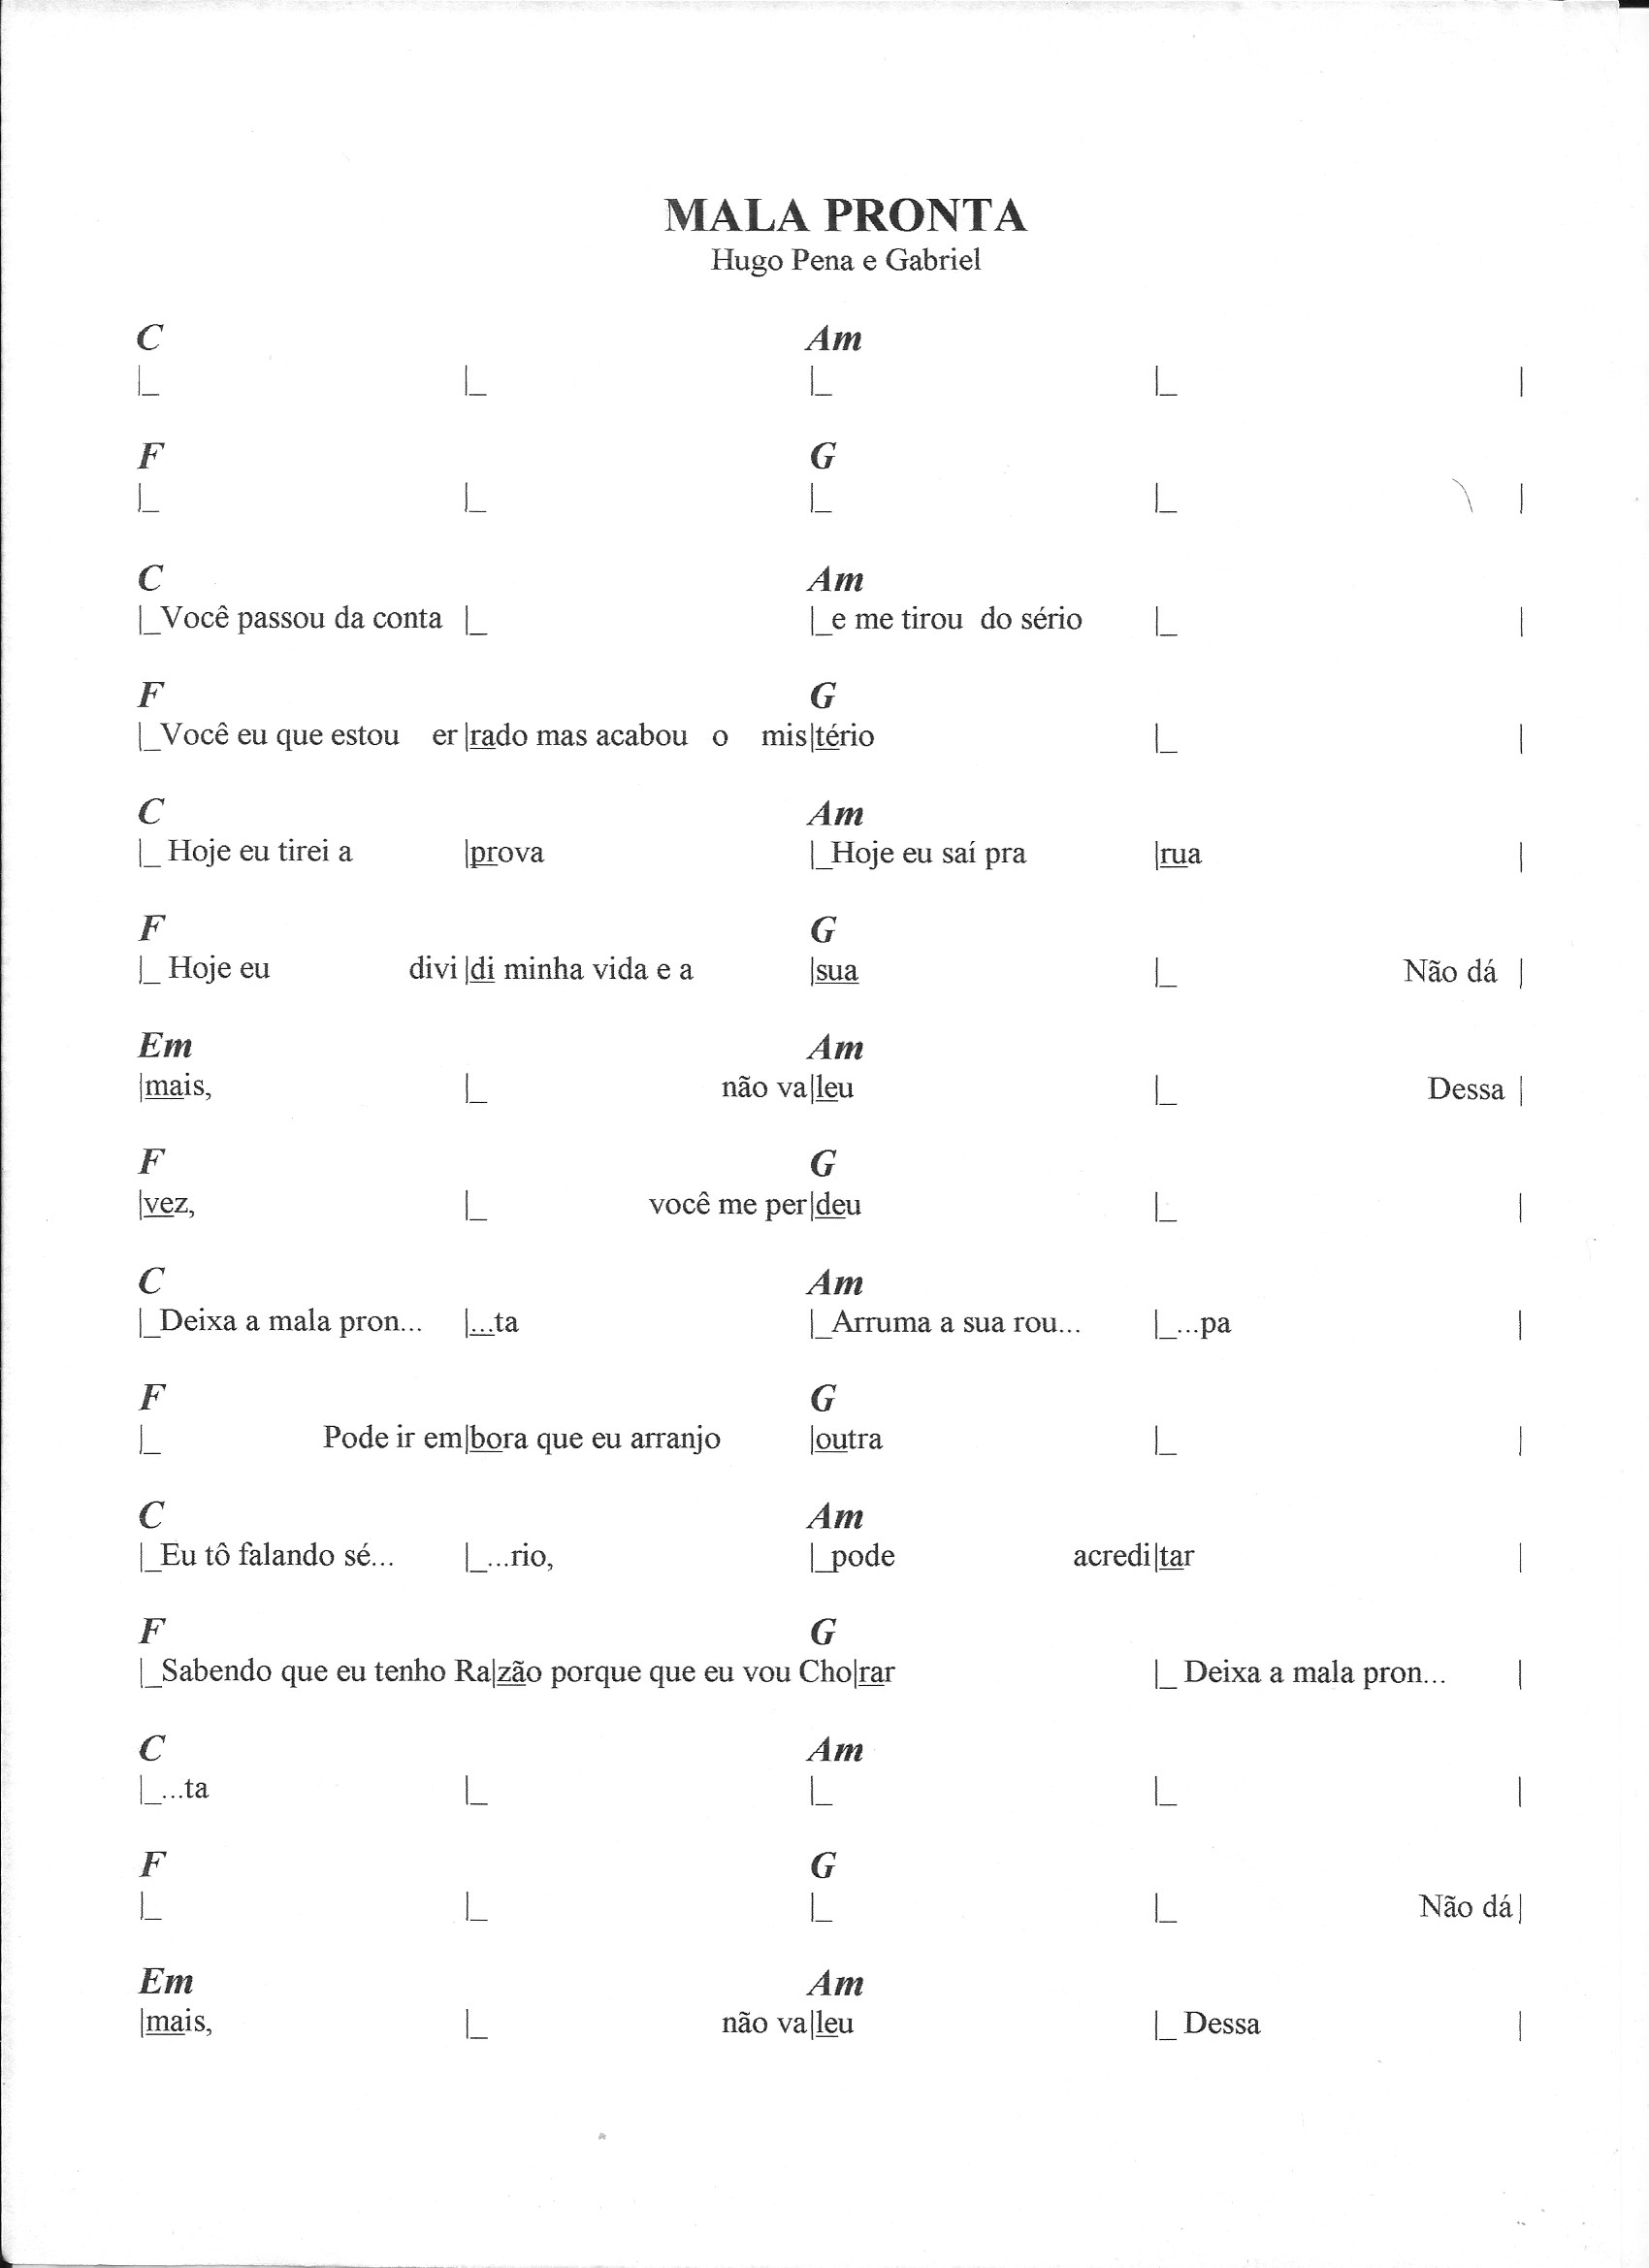 MALA PRONTA
Hugo Pena e Gabriel
C Am
|_ |_ |_ |_ |
F G
|_ |_ |_ |_ |
C Am
|_Você passou da conta |_ |_e me tirou do sério |_ |
F G
|_Você eu que estou er|rado mas acabou o mis|tério |_ |
C Am
|_ Hoje eu tirei a |prova |_Hoje eu saí pra |rua |
F G
|_ Hoje eu divi|di minha vida e a |sua |_ Não dá |
Em Am
|mais, |_ não va|leu |_ Dessa |
F G
|vez, |_ você me per|deu |_ |
C Am
|_Deixa a mala pron... |...ta |_Arruma a sua rou... |_...pa |
F G
|_ Pode ir em|bora que eu arranjo |outra |_ |
C Am
|_Eu tô falando sé... |_...rio, |_pode acredi|tar |
F G
|_Sabendo que eu tenho Ra|zão porque que eu vou Cho|rar |_ Deixa a mala pron... |
C Am
|_...ta |_ |_ |_ |
F G
|_ |_ |_ |_ Não dá|
Em Am
|mais, |_ não va|leu |_ Dessa |